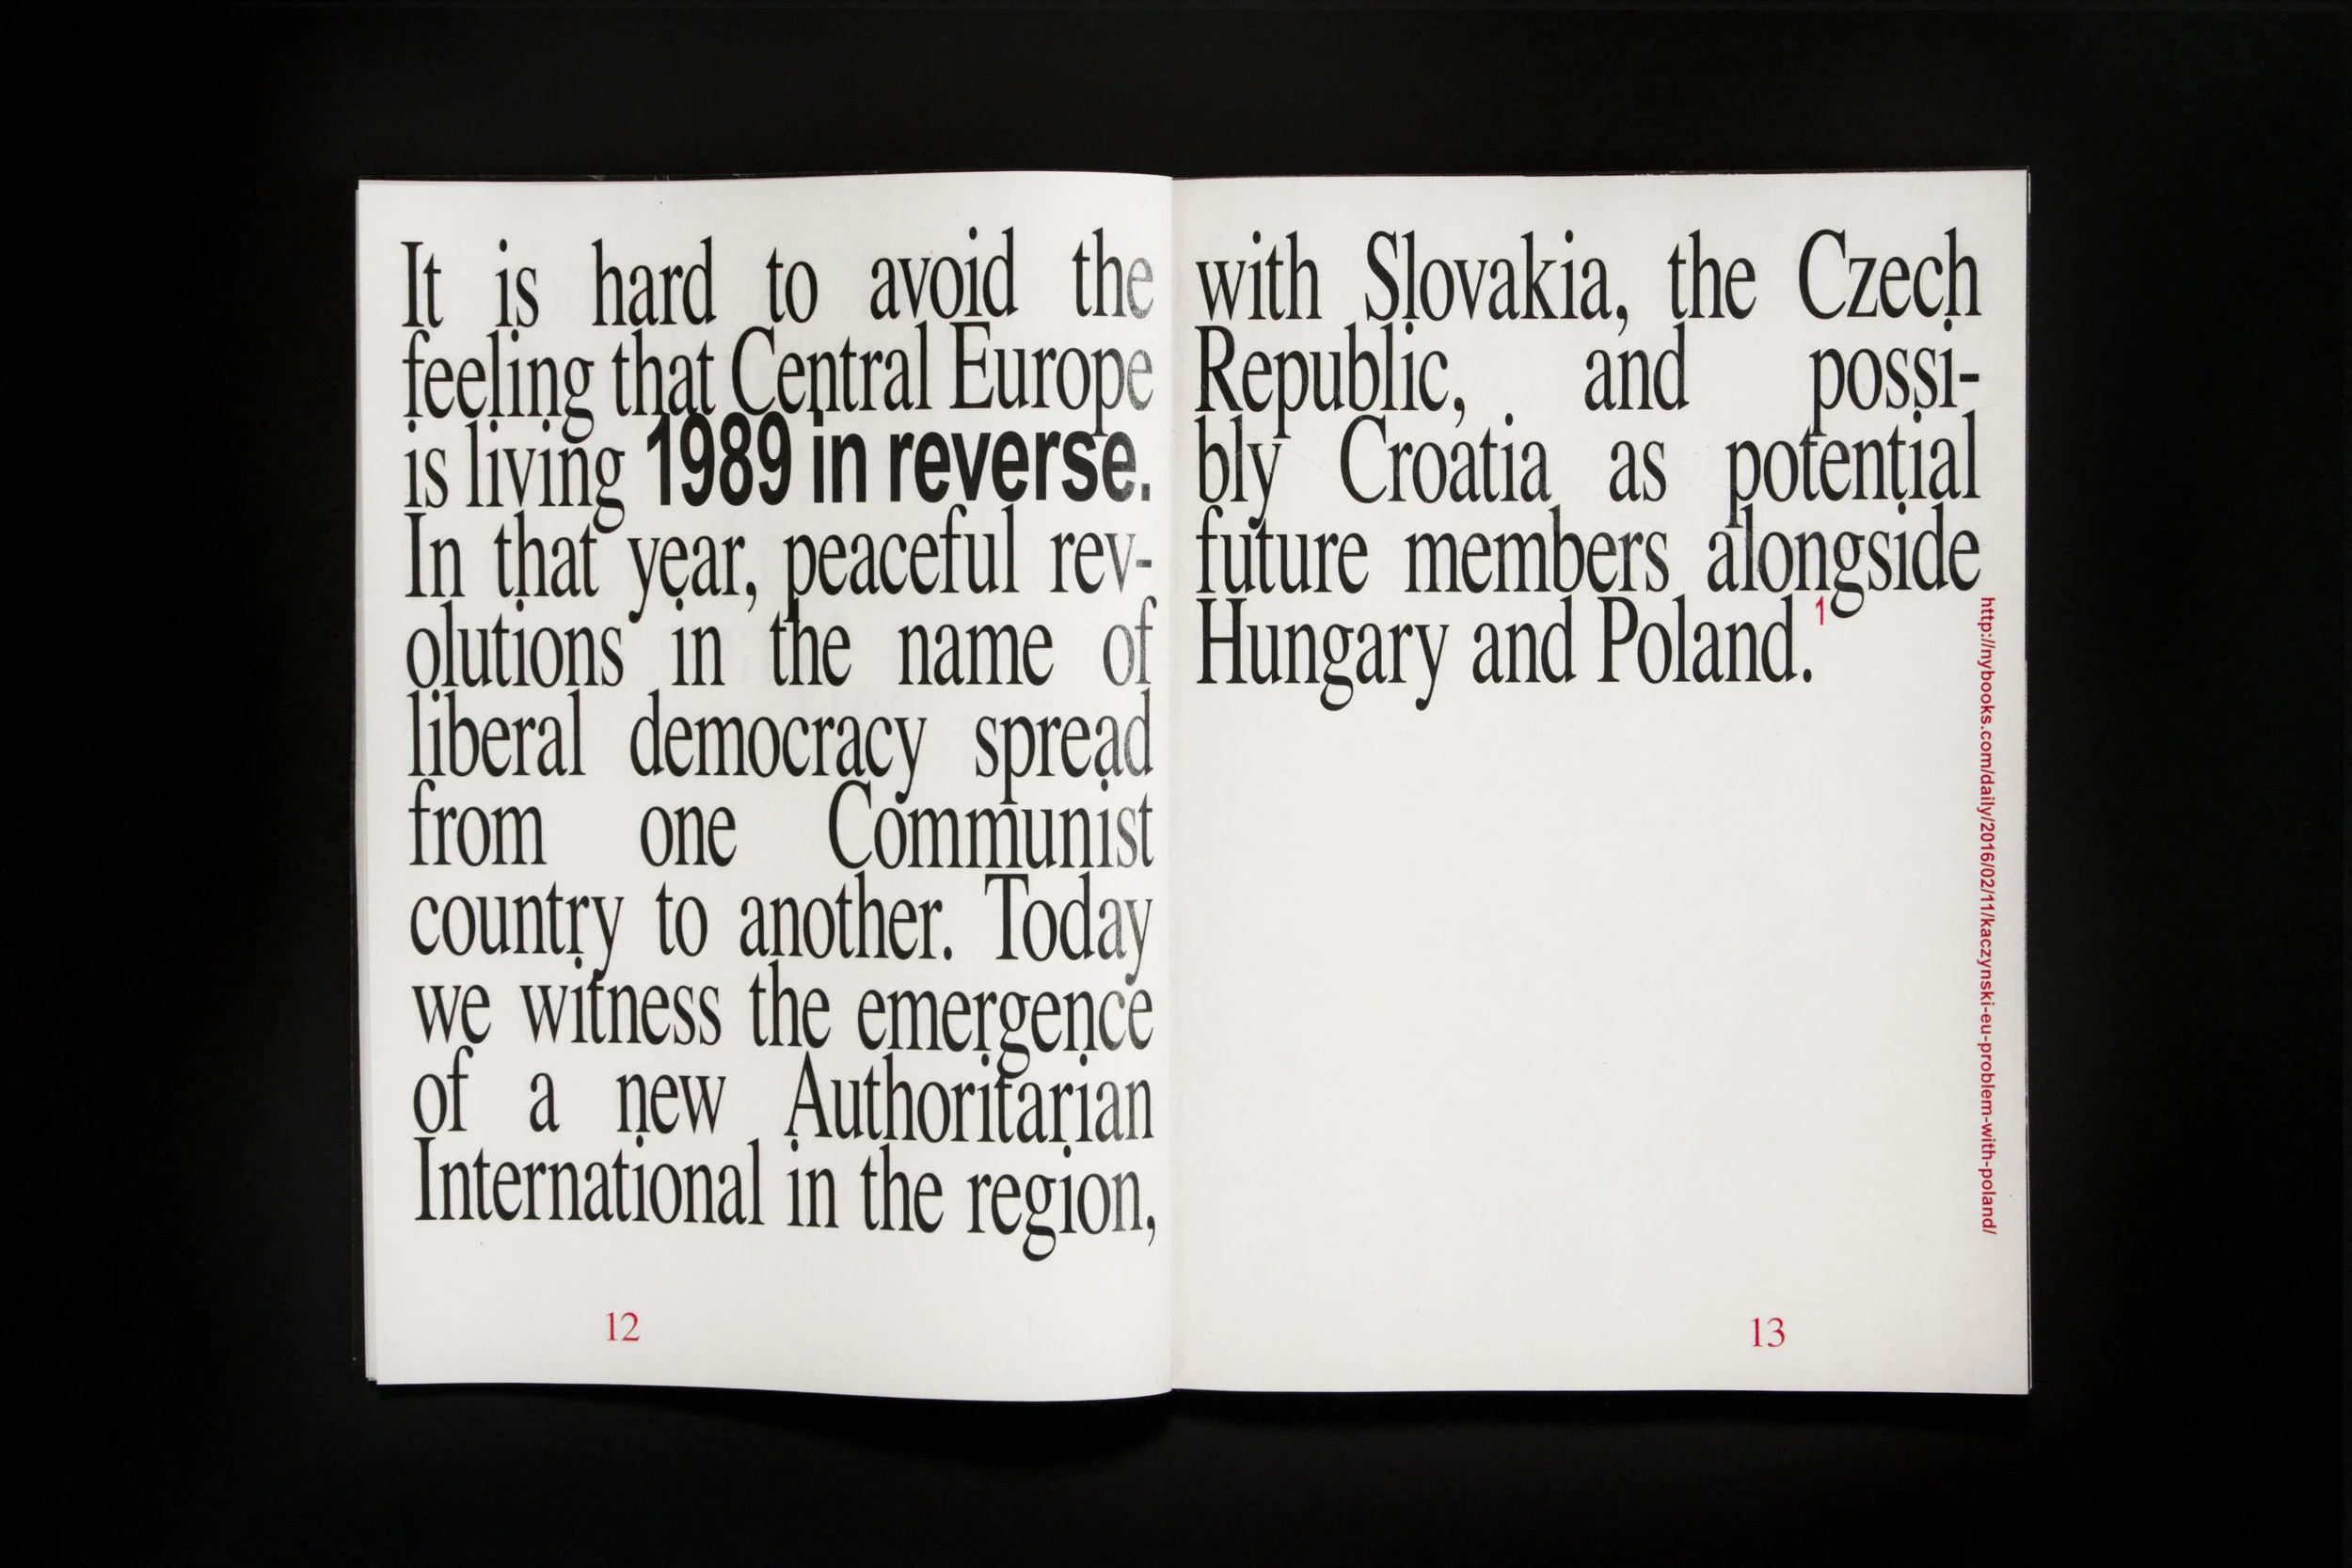 It is hard to avoid the
feeling that Central Europe
is living 1989 in reverse.
In that year, peaceful rev-
olutions in the name of
liberal democracy spread
from one Communist
country to another. Today
we witness the emergence
of a new Authoritarian
International in the region,
12
with Slovakia, the Czech
Republic, and possi-
bly Croatia as potential
future members alongside
Hungary and Poland.1
http://nybooks.com/daily/2016/02/11/kaczynski-eu-problem-with-poland/
13